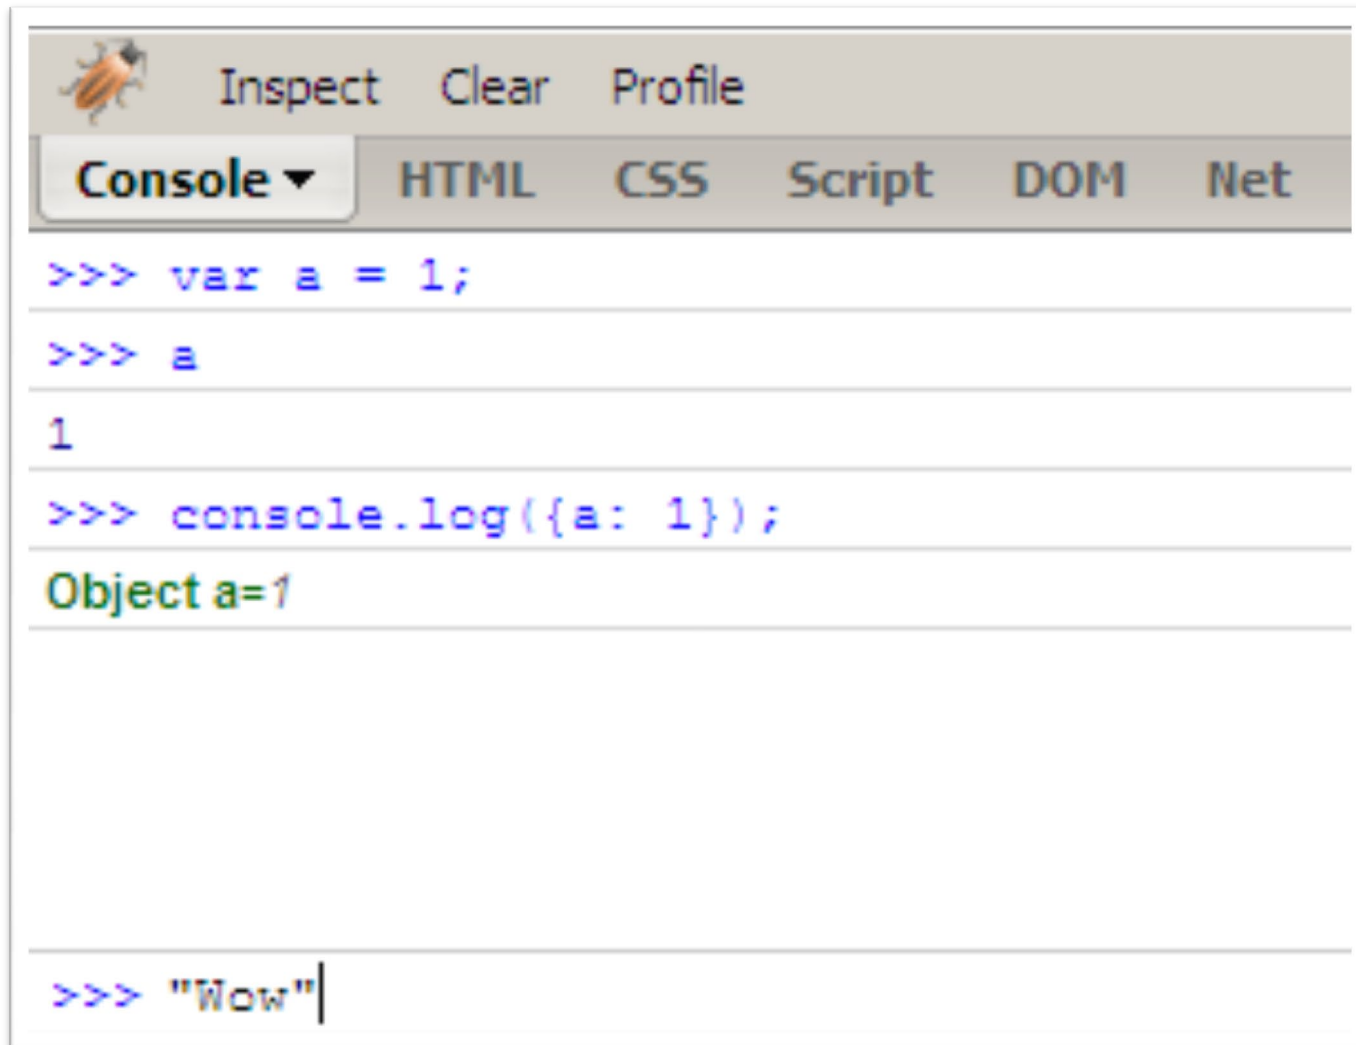 Inspect Clear Profile
Console HTML CSS Script DOM Net
>>> var a = 1;
>>> a
1
>>> console.log({a: 1});
Object a=1
>>> "Wow"